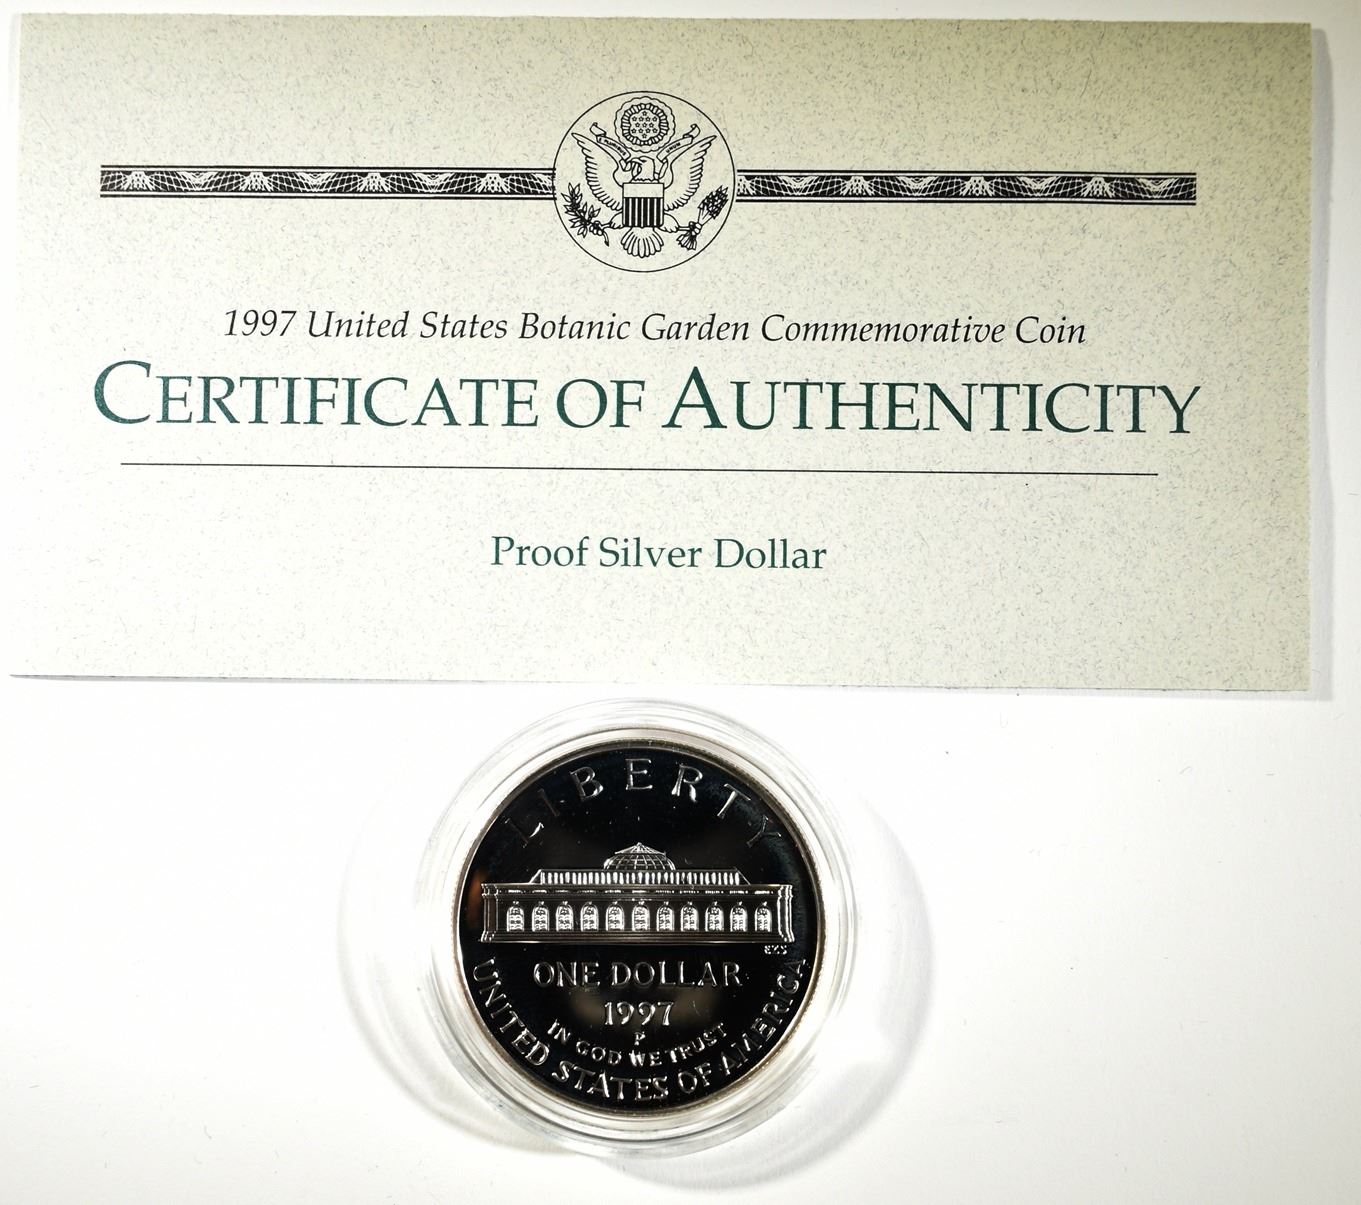 1997 United States Botanic Garden Commemorative Coin
CERTIFICATE OF AUTHENTICITY
Proof Silver Dollar
LIBERTY
ONE DOLLAR
1997
P
IN GOD WE TRUST
UNITED STATES OF AMERICA